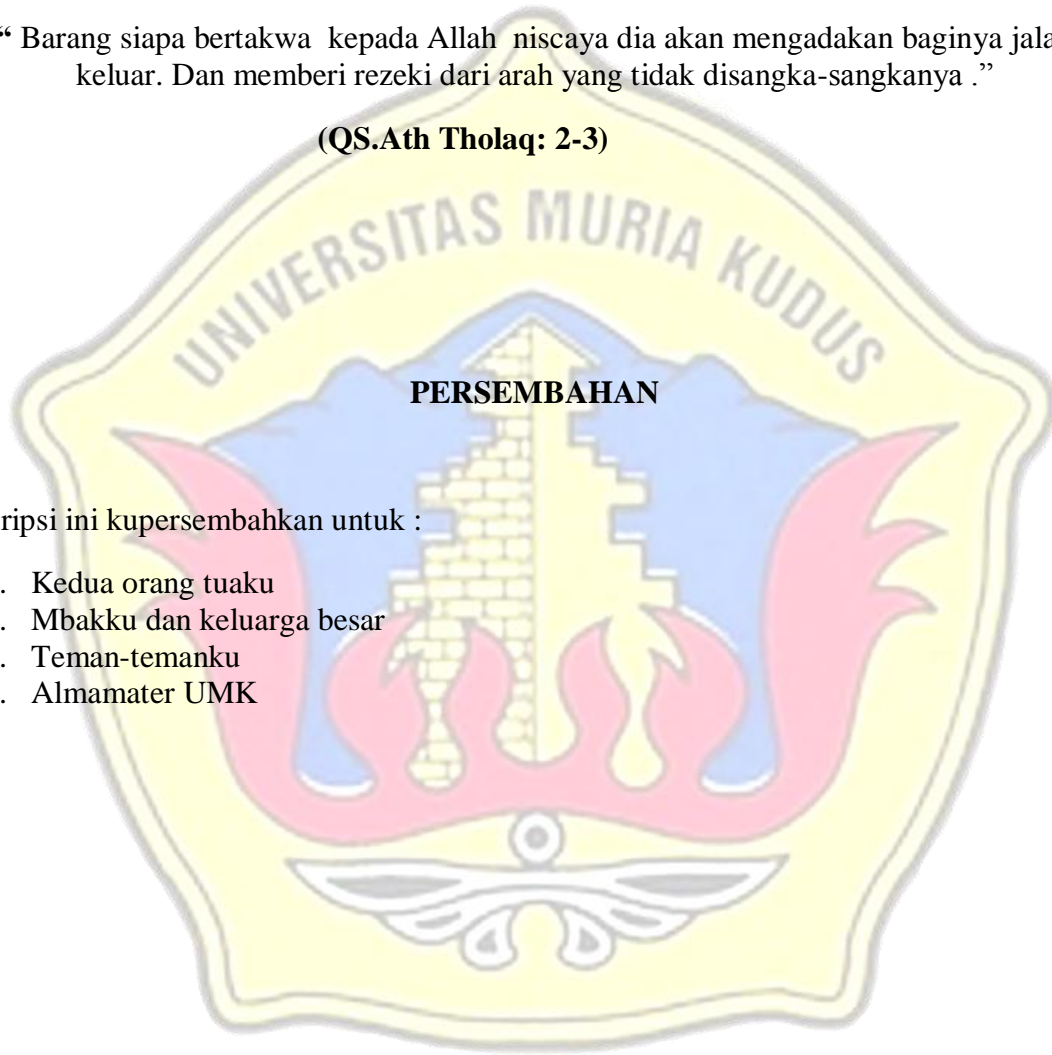 “ Barang siapa bertakwa kepada Allah niscaya dia akan mengadakan baginya jala
keluar. Dan memberi rezeki dari arah yang tidak disangka-sangkanya .”
(QS.Ath Tholaq: 2-3)
UNIVERSITAS MURIA KUDUS
PERSEMBAHAN
ripsi ini kupersembahkan untuk :
. Kedua orang tuaku
. Mbakku dan keluarga besar
. Teman-temanku
. Almamater UMK